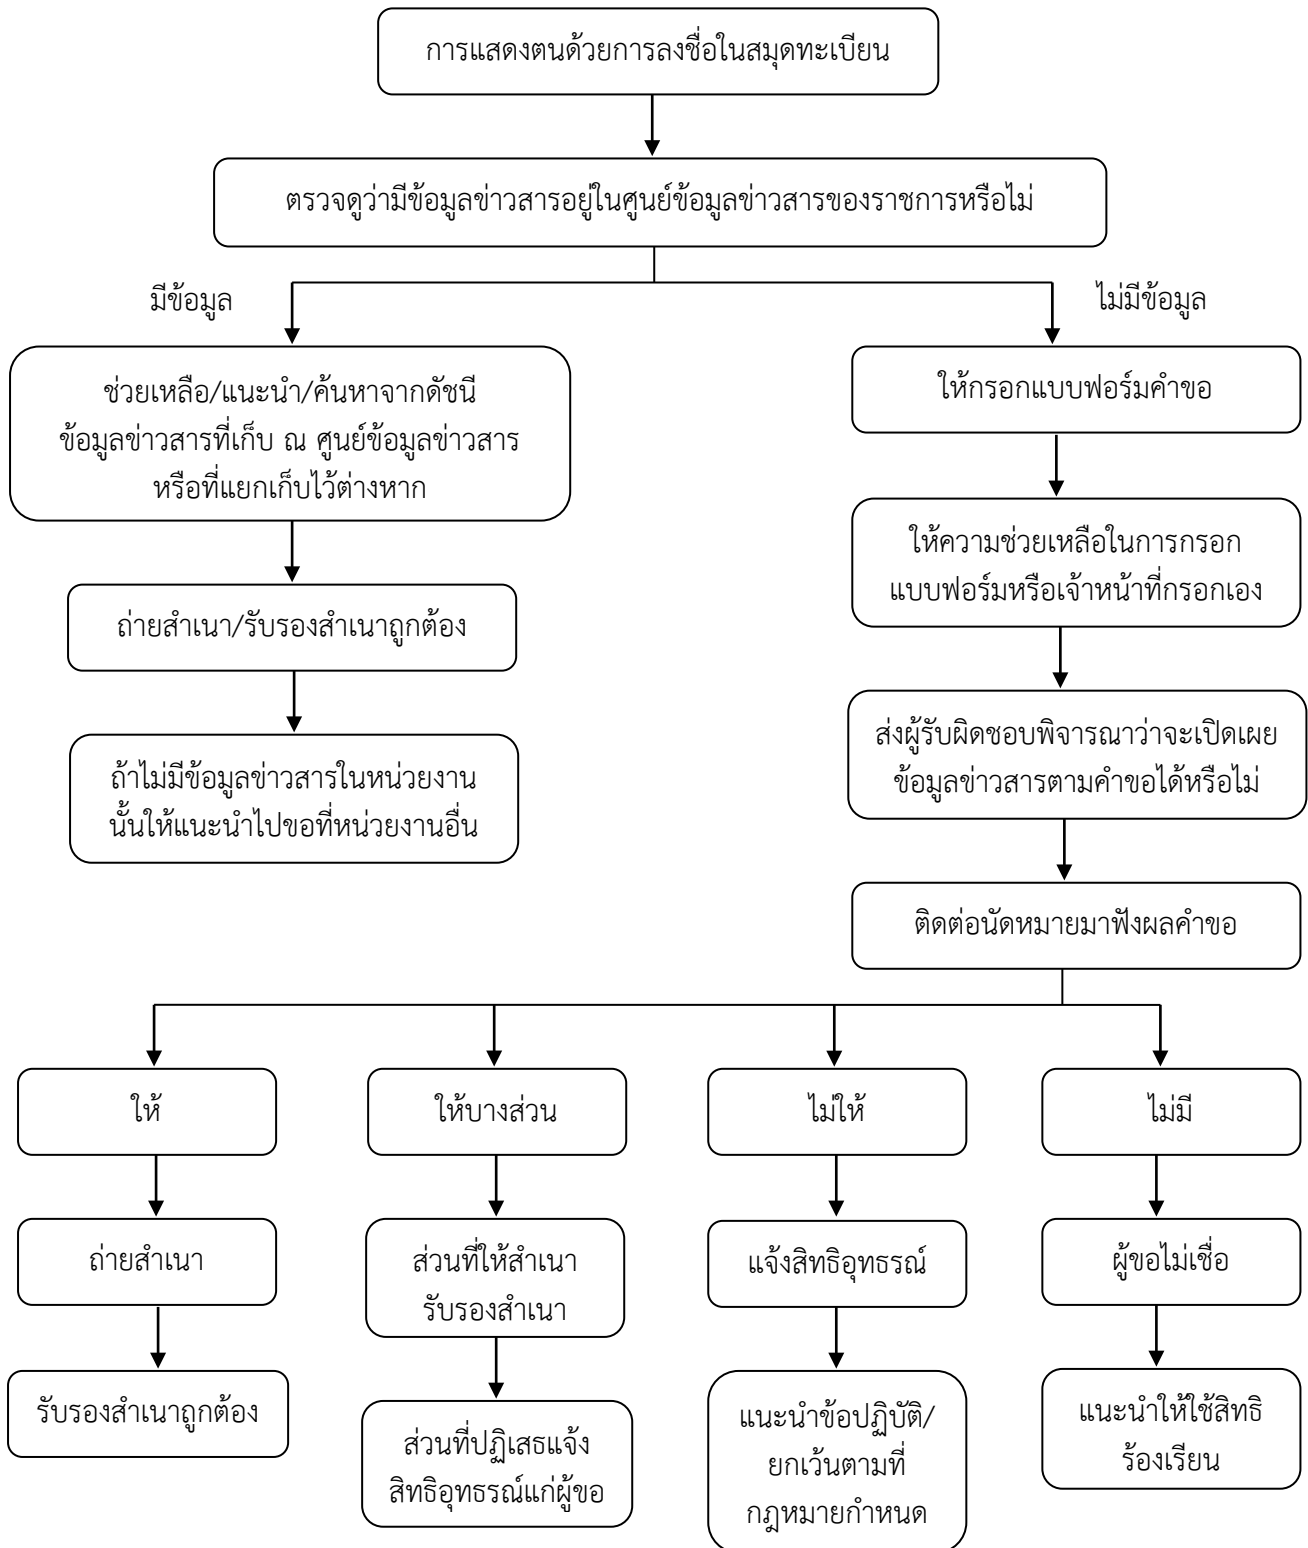 การแสดงตนด้วยการลงชื่อในสมุดทะเบียน
ตรวจดูว่ามีข้อมูลข่าวสารอยู่ในศูนย์ข้อมูลข่าวสารของราชการหรือไม่
มีข้อมูล
ไม่มีข้อมูล
ช่วยเหลือ/แนะนำ/ค้นหาจากดัชนี
ข้อมูลข่าวสารที่เก็บ ณ ศูนย์ข้อมูลข่าวสาร
หรือที่แยกเก็บไว้ต่างหาก
ถ่ายสำเนา/รับรองสำเนาถูกต้อง
ถ้าไม่มีข้อมูลข่าวสารในหน่วยงาน
นั้นให้แนะนำไปขอที่หน่วยงานอื่น
ให้กรอกแบบฟอร์มคำขอ
ให้ความช่วยเหลือในการกรอก
แบบฟอร์มหรือเจ้าหน้าที่กรอกเอง
ส่งผู้รับผิดชอบพิจารณาว่าจะเปิดเผย
ข้อมูลข่าวสารตามคำขอได้หรือไม่
ติดต่อนัดหมายมาฟังผลคำขอ
ให้
ถ่ายสำเนา
รับรองสำเนาถูกต้อง
ให้บางส่วน
ส่วนที่ให้สำเนา
รับรองสำเนา
ส่วนที่ปฏิเสธแจ้ง
สิทธิอุทธรณ์แก่ผู้ขอ
ไม่ให้
แจ้งสิทธิอุทธรณ์
แนะนำข้อปฏิบัติ/
ยกเว้นตามที่
กฎหมายกำหนด
ไม่มี
ผู้ขอไม่เชื่อ
แนะนำให้ใช้สิทธิ
ร้องเรียน